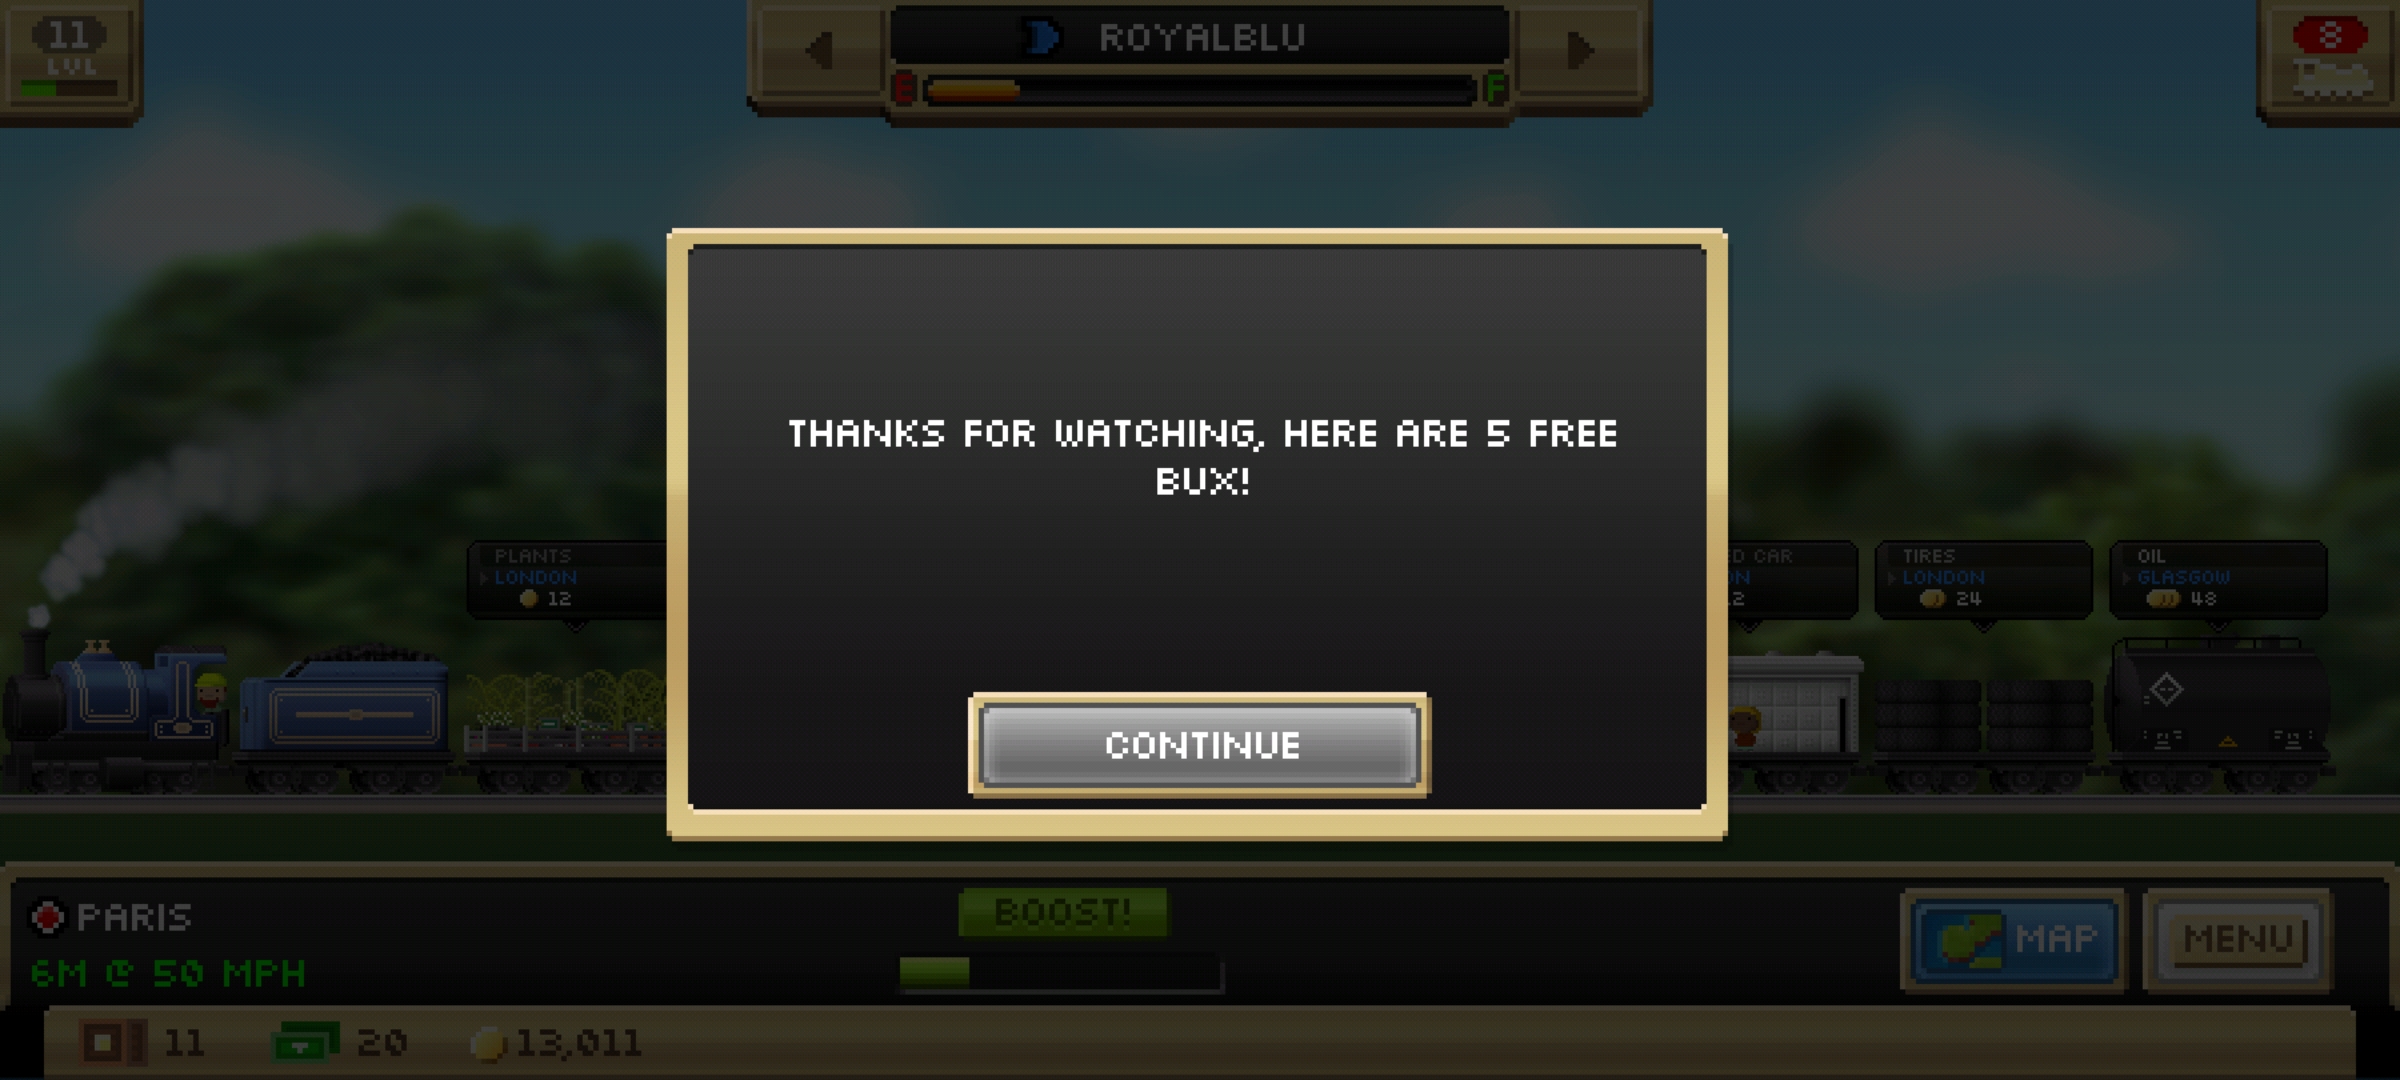 11
LVL
ROYALBLU
E
F
8
THANKS FOR WATCHING, HERE ARE 5 FREE
BUX!
CONTINUE
PLANTS
LONDON
12
CAR
TIRES
LONDON
24
OIL
GLASGOW
48
PARIS
6M @ 50 MPH
BOOST!
MAP
MENU
11
20
13,011